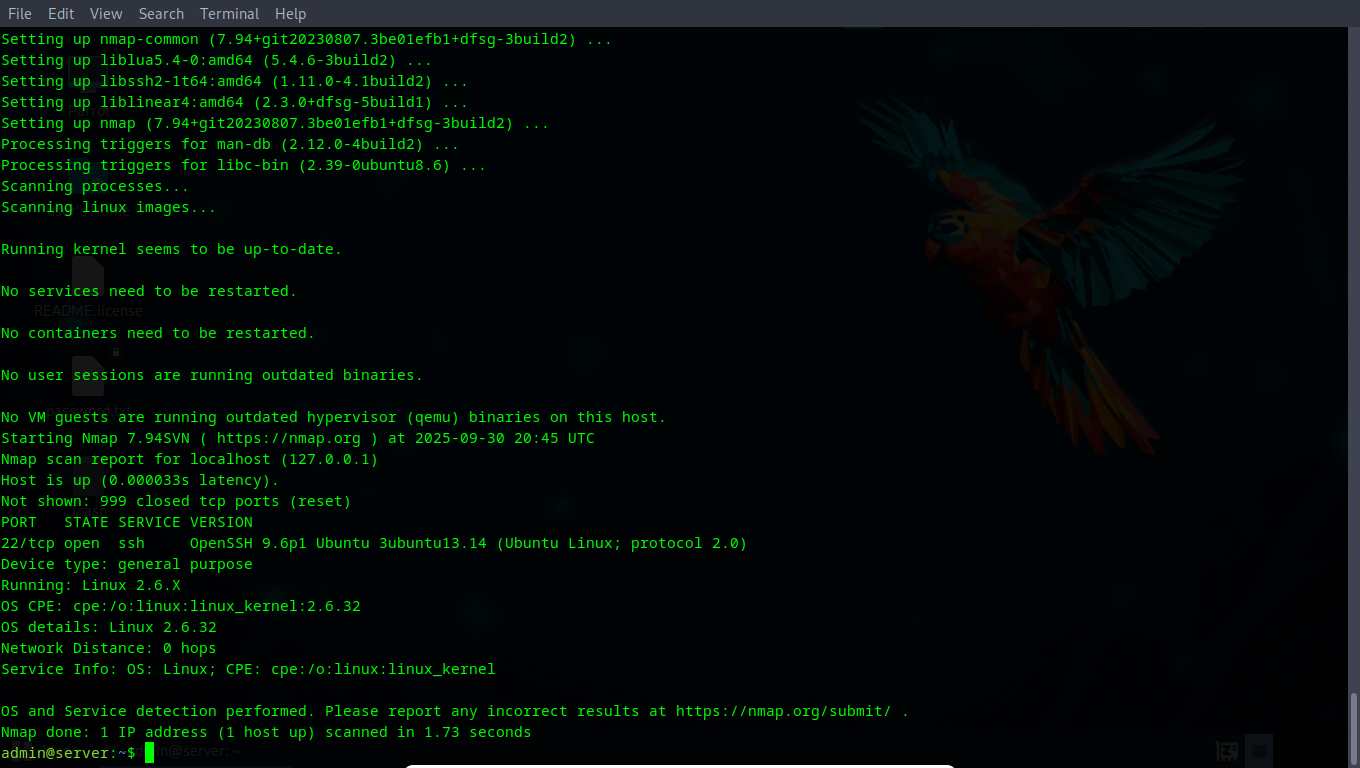 File Edit View Search Terminal Help
Setting up nmap-common (7.94+git20230807.3be01efb1+dfsg-3build2) ...
Setting up liblua5.4-0:amd64 (5.4.6-3build2) ...
Setting up libssh2-1t64:amd64 (1.11.0-4.1build2) ...
Setting up liblinear4:amd64 (2.3.0+dfsg-5build1) ...
Setting up nmap (7.94+git20230807.3be01efb1+dfsg-3build2) ...
Processing triggers for man-db (2.12.0-4build2) ...
Processing triggers for libc-bin (2.39-0ubuntu8.6) ...
Scanning processes...
Scanning linux images...
Running kernel seems to be up-to-date.
No services need to be restarted.
README.license
No containers need to be restarted.
No user sessions are running outdated binaries.
No VM guests are running outdated hypervisor (qemu) binaries on this host.
Starting Nmap 7.94SVN ( https://nmap.org ) at 2025-09-30 20:45 UTC
Nmap scan report for localhost (127.0.0.1)
Host is up (0.000033s latency).
Not shown: 999 closed tcp ports (reset)
PORT   STATE SERVICE VERSION
22/tcp open  ssh     OpenSSH 9.6p1 Ubuntu 3ubuntu13.14 (Ubuntu Linux; protocol 2.0)
Device type: general purpose
Running: Linux 2.6.X
OS CPE: cpe:/o:linux:linux_kernel:2.6.32
OS details: Linux 2.6.32
Network Distance: 0 hops
Service Info: OS: Linux; CPE: cpe:/o:linux:linux_kernel
OS and Service detection performed. Please report any incorrect results at https://nmap.org/submit/ .
Nmap done: 1 IP address (1 host up) scanned in 1.73 seconds
admin@server:~$